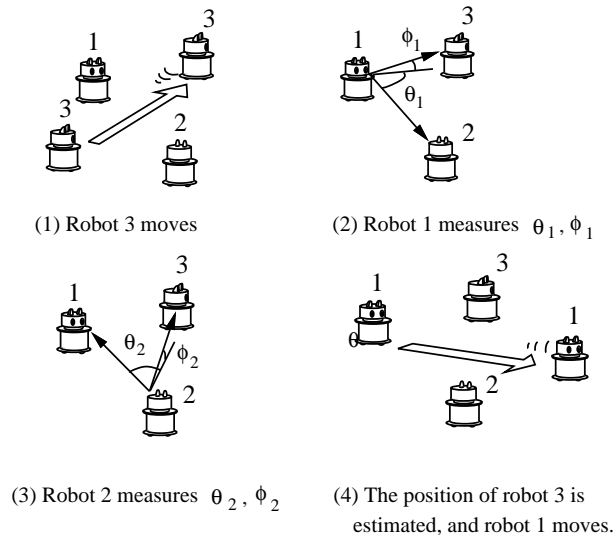 1
3
3
2
(1) Robot 3 moves
1
3
ϕ1
θ1
2
(2) Robot 1 measures θ1, ϕ1
1
3
θ2
ϕ2
2
(3) Robot 2 measures θ2, ϕ2
3
1
1
θ
2
(4) The position of robot 3 is
estimated, and robot 1 moves.